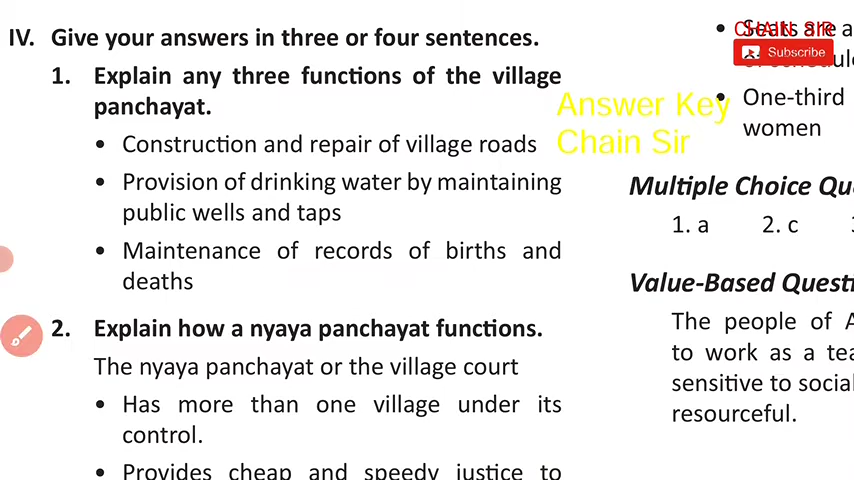 IV. Give your answers in three or four sentences.
1. Explain any three functions of the village
panchayat.
• Construction and repair of village roads
• Provision of drinking water by maintaining
public wells and taps
• Maintenance of records of births and
deaths
2. Explain how a nyaya panchayat functions.
The nyaya panchayat or the village court
• Has more than one village under its
control.
• Provides cheap and speedy justice to
Answer Key
Chain Sir
CHAIN SIR
Subscribe
• Seats are a
• One-third
women
Multiple Choice
1. a 2. c
Value-Based
The people of A
to work as a
sensitive to
resourceful.